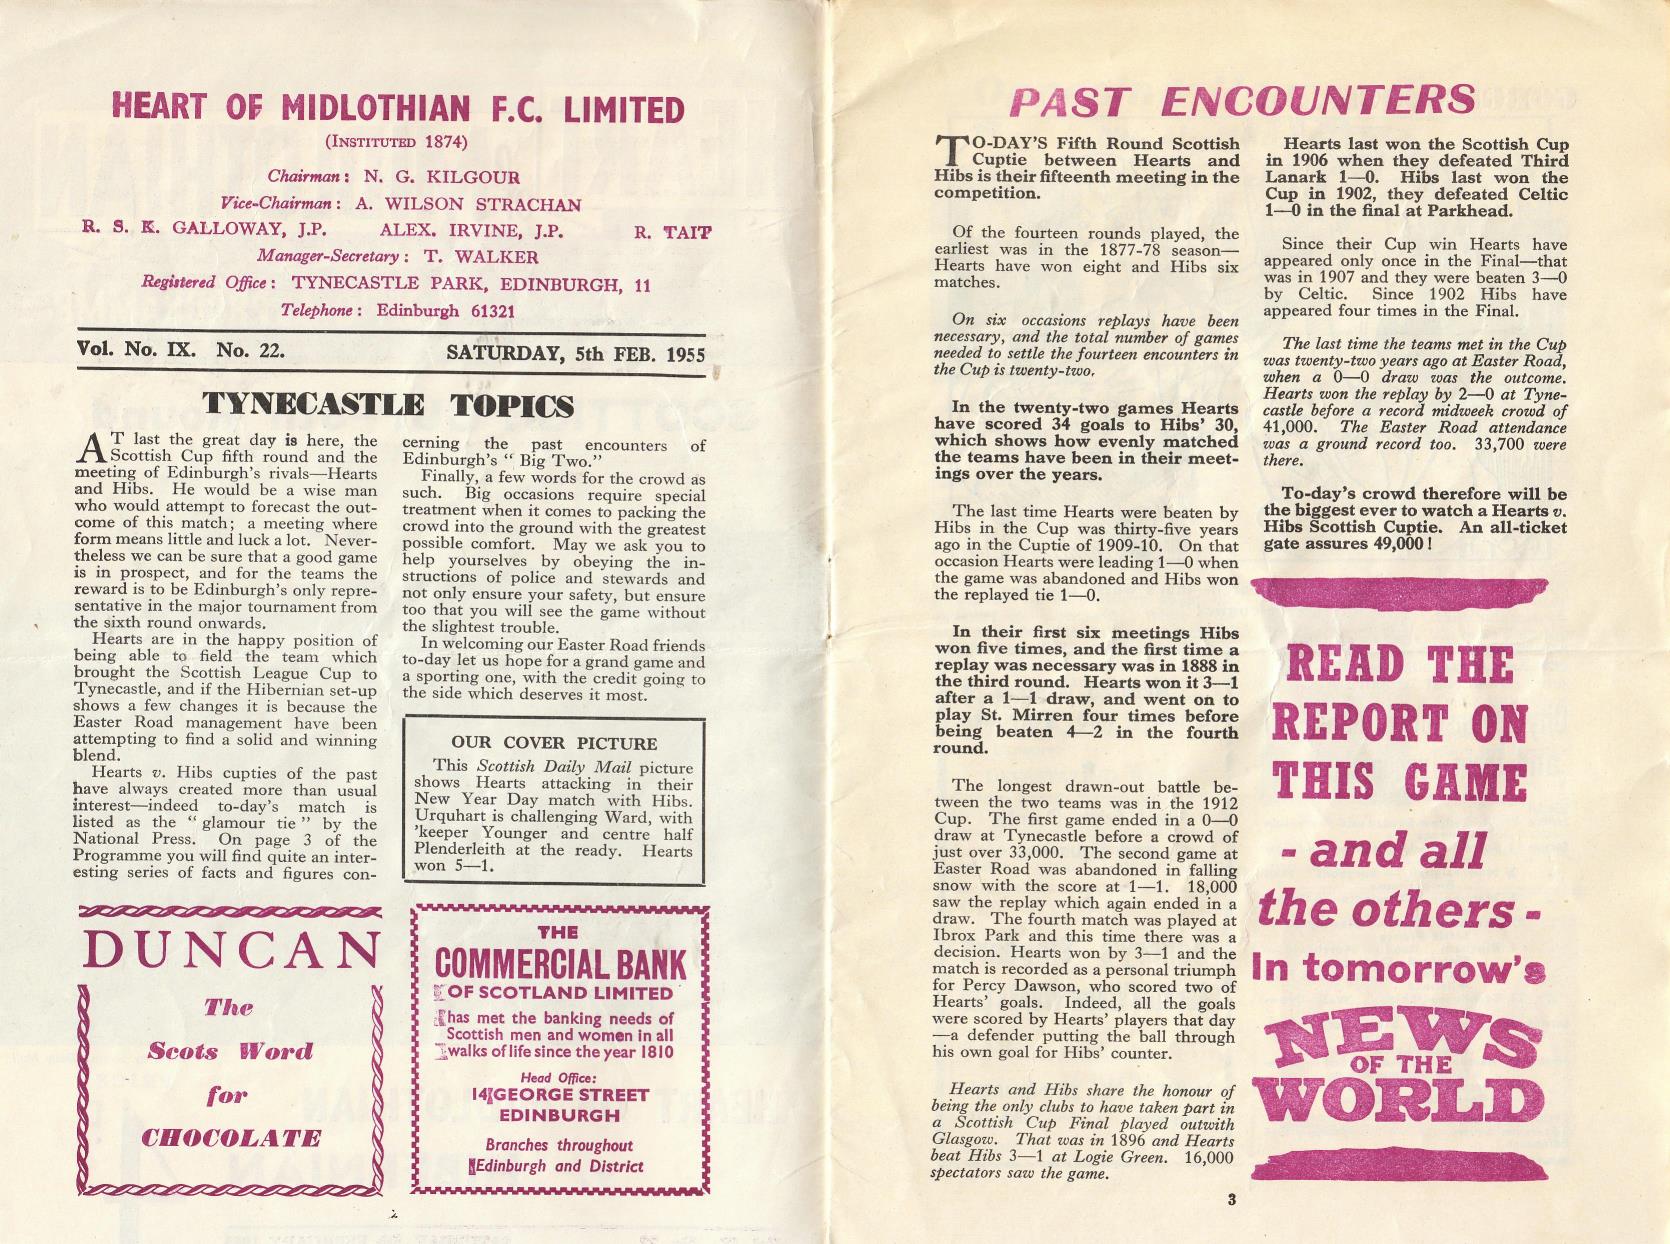 HEART OF MIDLOTHIAN F.C. LIMITED
(INSTITUTED 1874)
Chairman: N. G. KILGOUR
Vice-Chairman: A. WILSON STRACHAN
R. S. K. GALLOWAY, J.P. ALEX. IRVINE, J.P. R. TAIT
Manager-Secretary: T. WALKER
Registered Office: TYNECASTLE PARK, EDINBURGH, 11
Telephone: Edinburgh 61321
Vol. No. IX. No. 22. SATURDAY, 5th FEB. 1955
TYNECASTLE TOPICS
AT last the great day is here, the
Scottish Cup fifth round and the
meeting of Edinburgh's rivals—Hearts
and Hibs. He would be a wise man
who would attempt to forecast the out-
come of this match; a meeting where
form means little and luck a lot. Never-
theless we can be sure that a good game
is in prospect, and for the teams the
reward is to be Edinburgh's only repre-
sentative in the major tournament from
the sixth round onwards.
Hearts are in the happy position of
being able to field the team which
brought the Scottish League Cup to
Tynecastle, and if the Hibernian set-up
shows a few changes it is because the
Easter Road management have been
attempting to find a solid and winning
blend.
Hearts v. Hibs cupties of the past
have always created more than usual
interest—indeed to-day's match is
listed as the "glamour tie" by the
National Press. On page 3 of the
Programme you will find quite an inter-
esting series of facts and figures con-
cerning the past encounters of
Edinburgh's "Big Two."
Finally, a few words for the crowd as
such. Big occasions require special
treatment when it comes to packing the
crowd into the ground with the greatest
possible comfort. May we ask you to
help yourselves by obeying the in-
structions of police and stewards and
not only ensure your safety, but ensure
too that you will see the game without
the slightest trouble.
In welcoming our Easter Road friends
to-day let us hope for a grand game and
a sporting one, with the credit going to
the side which deserves it most.
OUR COVER PICTURE
This Scottish Daily Mail picture
shows Hearts attacking in their
New Year Day match with Hibs.
Urquhart is challenging Ward, with
'keeper Younger and centre half
Plenderleith at the ready. Hearts
won 5—1.
DUNCAN
The
Scots Word
for
CHOCOLATE
THE
COMMERCIAL BANK
OF SCOTLAND LIMITED
has met the banking needs of
Scottish men and women in all
walks of life since the year 1810
Head Office:
14 GEORGE STREET
EDINBURGH
Branches throughout
Edinburgh and District
2
PAST ENCOUNTERS
TO-DAY'S Fifth Round Scottish
Cuptie between Hearts and
Hibs is their fifteenth meeting in the
competition.
Of the fourteen rounds played, the
earliest was in the 1877-78 season—
Hearts have won eight and Hibs six
matches.
On six occasions replays have been
necessary, and the total number of games
needed to settle the fourteen encounters in
the Cup is twenty-two.
In the twenty-two games Hearts
have scored 34 goals to Hibs' 30,
which shows how evenly matched
the teams have been in their meet-
ings over the years.
The last time Hearts were beaten by
Hibs in the Cup was thirty-five years
ago in the Cuptie of 1909-10. On that
occasion Hearts were leading 1—0 when
the game was abandoned and Hibs won
the replayed tie 1—0.
In their first six meetings Hibs
won five times, and the first time a
replay was necessary was in 1888 in
the third round. Hearts won it 3—1
after a 1—1 draw, and went on to
play St. Mirren four times before
being beaten 4—2 in the fourth
round.
The longest drawn-out battle be-
tween the two teams was in the 1912
Cup. The first game ended in a 0—0
draw at Tynecastle before a crowd of
just over 33,000. The second game at
Easter Road was abandoned in falling
snow with the score at 1—1. 18,000
saw the replay which again ended in a
draw. The fourth match was played at
Ibrox Park and this time there was a
decision. Hearts won by 3—1 and the
match is recorded as a personal triumph
for Percy Dawson, who scored two of
Hearts' goals. Indeed, all the goals
were scored by Hearts' players that day
—a defender putting the ball through
his own goal for Hibs' counter.
Hearts and Hibs share the honour of
being the only clubs to have taken part in
a Scottish Cup Final played outwith
Glasgow. That was in 1896 and Hearts
beat Hibs 3—1 at Logie Green. 16,000
spectators saw the game.
Hearts last won the Scottish Cup
in 1906 when they defeated Third
Lanark 1—0. Hibs last won the
Cup in 1902, they defeated Celtic
1—0 in the final at Parkhead.
Since their Cup win Hearts have
appeared only once in the Final—that
was in 1907 and they were beaten 3—0
by Celtic. Since 1902 Hibs have
appeared four times in the Final.
The last time the teams met in the Cup
was twenty-two years ago at Easter Road,
when a 0—0 draw was the outcome.
Hearts won the replay by 2—0 at Tyne-
castle before a record midweek crowd of
41,000. The Easter Road attendance
was a ground record too. 33,700 were
there.
To-day's crowd therefore will be
the biggest ever to watch a Hearts v.
Hibs Scottish Cuptie. An all-ticket
gate assures 49,000!
READ THE
REPORT ON
THIS GAME
- and all
the others -
In tomorrow's
NEWS
OF THE
WORLD
3